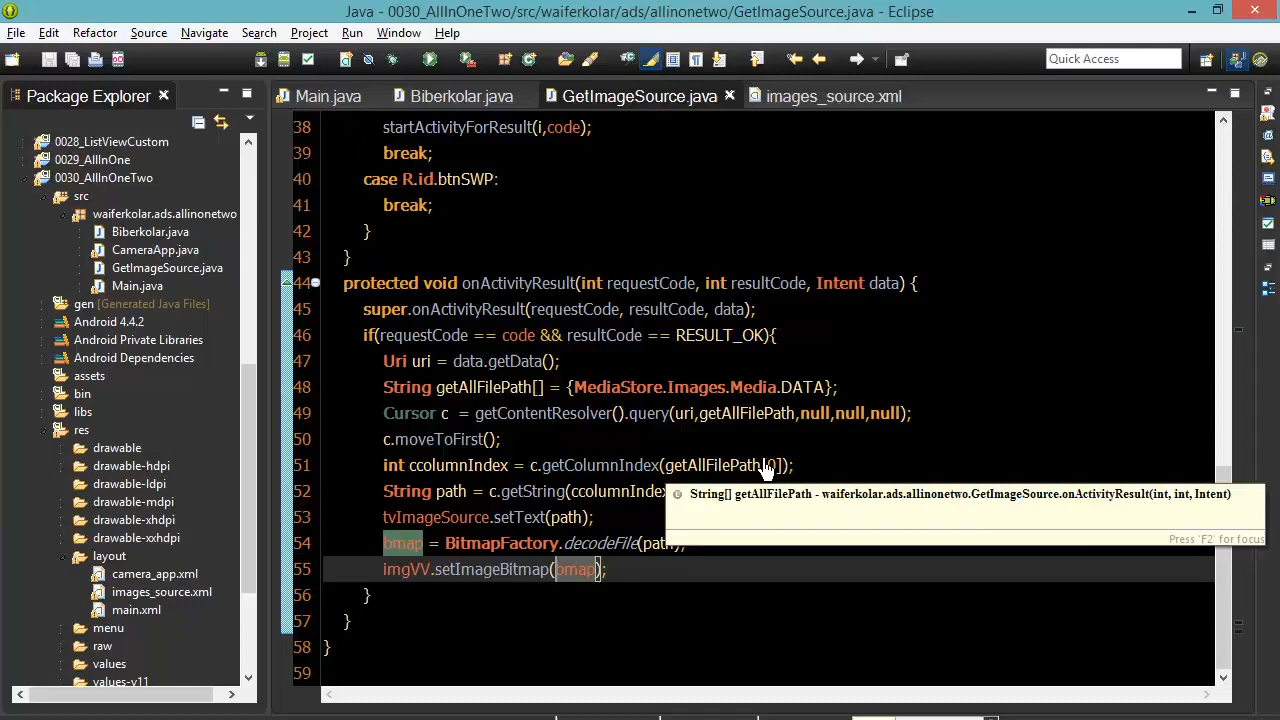 Java - 0030_AllInOneTwo/src/waiferkolar/ads/allinonetwo/GetImageSource.java - Eclipse
File Edit Refactor Source Navigate Search Project Run Window Help
Quick Access
Package Explorer
Main.java Biberkolar.java GetImageSource.java images_source.xml
0028_ListViewCustom
0029_AllInOne
0030_AllInOneTwo
src
waiferkolar.ads.allinonetwo
Biberkolar.java
CameraApp.java
GetImageSource.java
Main.java
gen [Generated Java Files]
Android 4.4.2
Android Private Libraries
Android Dependencies
assets
bin
libs
res
drawable
drawable-hdpi
drawable-ldpi
drawable-mdpi
drawable-xhdpi
drawable-xxhdpi
layout
camera_app.xml
images_source.xml
main.xml
menu
raw
values
values-v11
38 startActivityForResult(i,code);
39 break;
40 case R.id.btnSWP:
41 break;
42 }
43 }
44 protected void onActivityResult(int requestCode, int resultCode, Intent data) {
45 super.onActivityResult(requestCode, resultCode, data);
46 if(requestCode == code && resultCode == RESULT_OK){
47 Uri uri = data.getData();
48 String getAllFilePath[] = {MediaStore.Images.Media.DATA};
49 Cursor c  = getContentResolver().query(uri,getAllFilePath,null,null,null);
50 c.moveToFirst();
51 int ccolumnIndex = c.getColumnIndex(getAllFilePath[0]);
52 String path = c.getString(ccolumnIndex
53 tvImageSource.setText(path);
54 bmap = BitmapFactory.decodeFile(path);
55 imgVV.setImageBitmap(bmap);
56 }
57 }
58 }
59
String[] getAllFilePath - waiferkolar.ads.allinonetwo.GetImageSource.onActivityResult(int, int, Intent)
Press 'F2' for focus